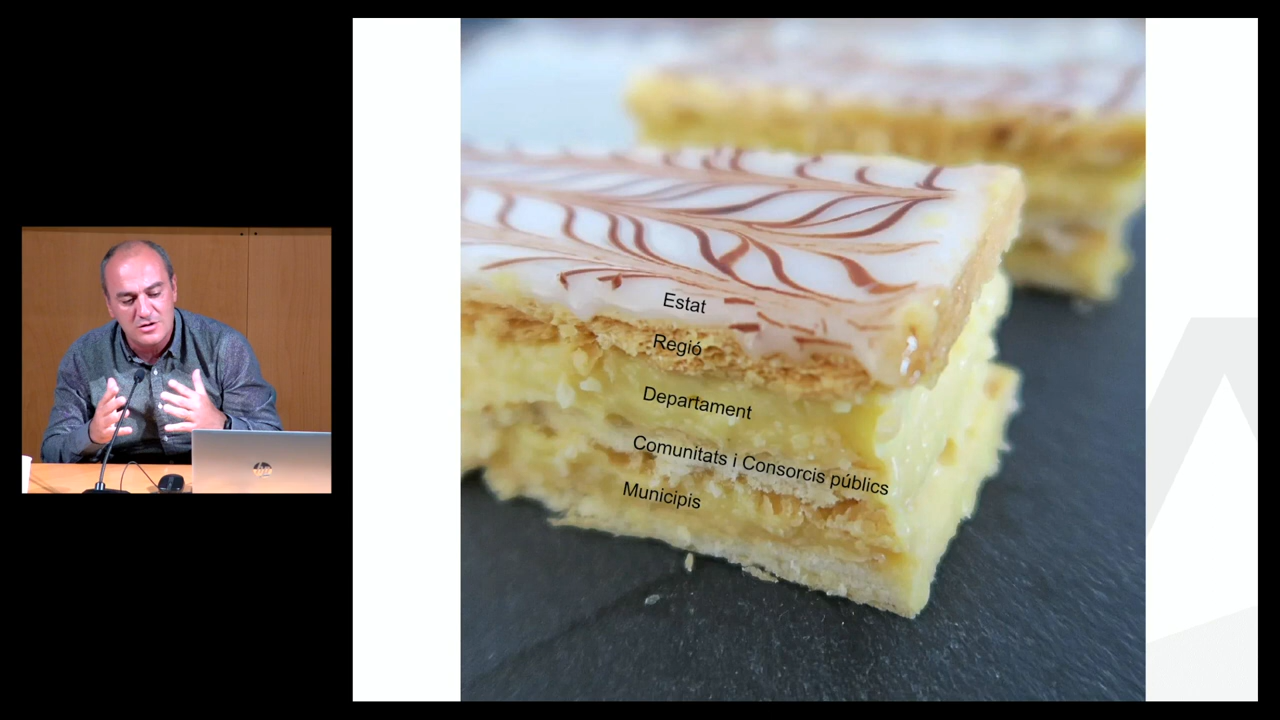 Estat
Regió
Departament
Comunitats i Consorcis públics
Municipis